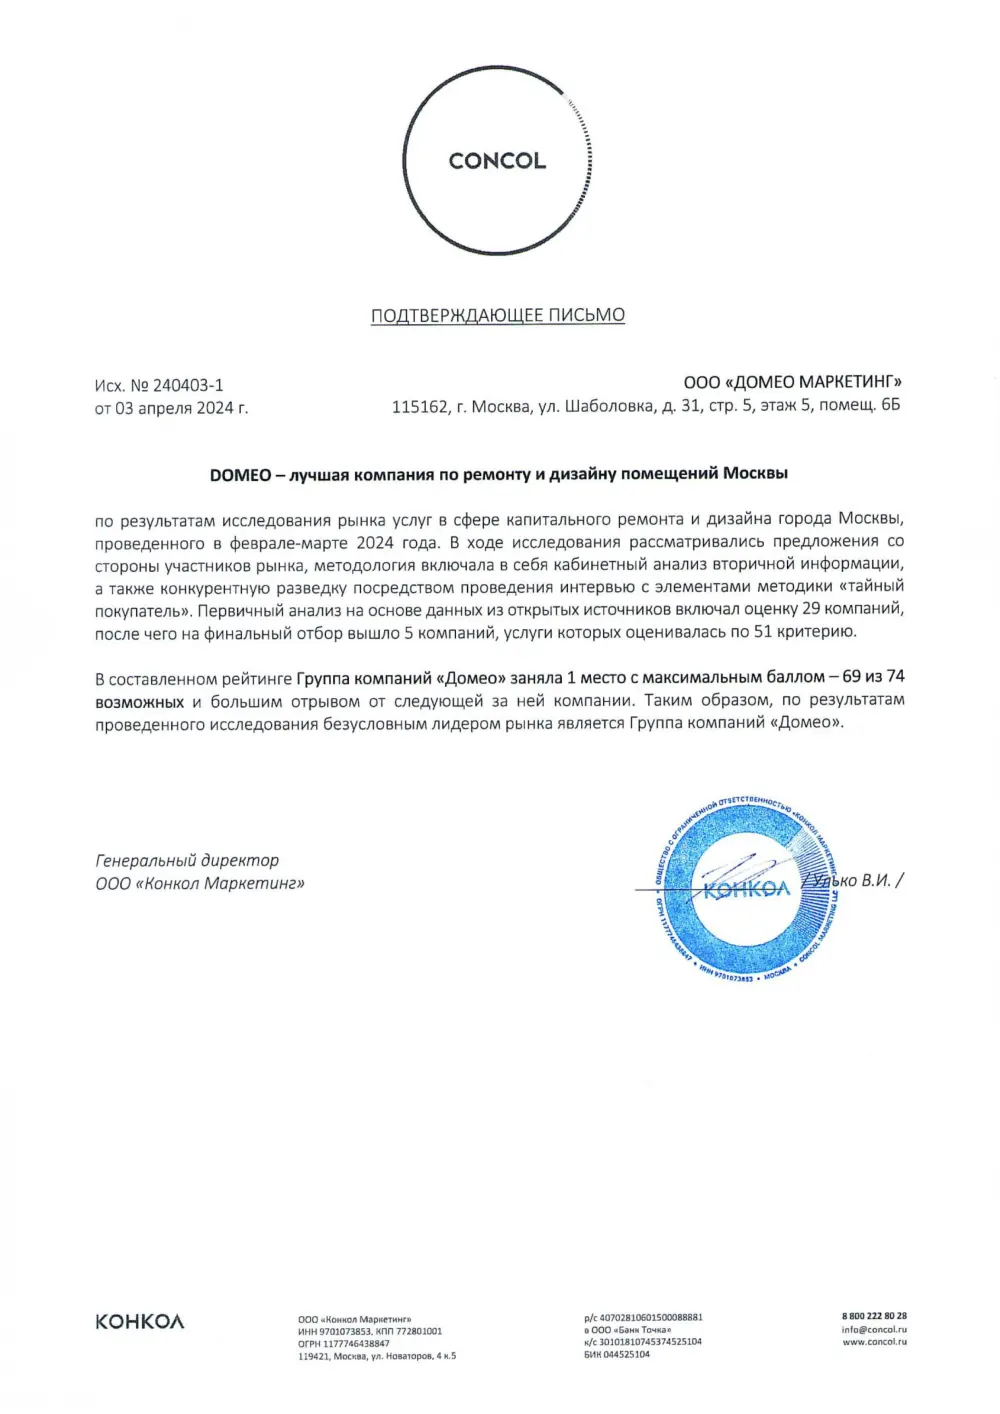 CONCOL
ПОДТВЕРЖДАЮЩЕЕ ПИСЬМО
Исх. № 240403-1
от 03 апреля 2024 г.
ООО «ДОМЕО МАРКЕТИНГ»
115162, г. Москва, ул. Шаболовка, д. 31, стр. 5, этаж 5, помещ. 6Б
DOMEO – лучшая компания по ремонту и дизайну помещений Москвы
по результатам исследования рынка услуг в сфере капитального ремонта и дизайна города Москвы,
проведенного в феврале-марте 2024 года. В ходе исследования рассматривались предложения со
стороны участников рынка, методология включала в себя кабинетный анализ вторичной информации,
а также конкурентную разведку посредством проведения интервью с элементами методики «тайный
покупатель». Первичный анализ на основе данных из открытых источников включал оценку 29 компаний,
после чего на финальный отбор вышло 5 компаний, услуги которых оценивалась по 51 критерию.
В составленном рейтинге Группа компаний «Домео» заняла 1 место с максимальным баллом – 69 из 74
возможных и большим отрывом от следующей за ней компании. Таким образом, по результатам
проведенного исследования безусловным лидером рынка является Группа компаний «Домео».
Генеральный директор
ООО «Конкол Маркетинг»
/ Улько В.И. /
ОБЩЕСТВО С ОГРАНИЧЕННОЙ ОТВЕТСТВЕННОСТЬЮ «КОНКОЛ МАРКЕТИНГ»
КОНКОЛ
ОГРН 1177746438847 • ИНН 9701073853 • МОСКВА • CONCOL MARKETING LLC
КОНКОЛ
ООО «Конкол Маркетинг»
ИНН 9701073853, КПП 772801001
ОГРН 1177746438847
119421, Москва, ул. Новаторов, 4 к.5
р/с 40702810601500088881
в ООО «Банк Точка»
к/с 30101810745374525104
БИК 044525104
8 800 222 80 28
info@concol.ru
www.concol.ru